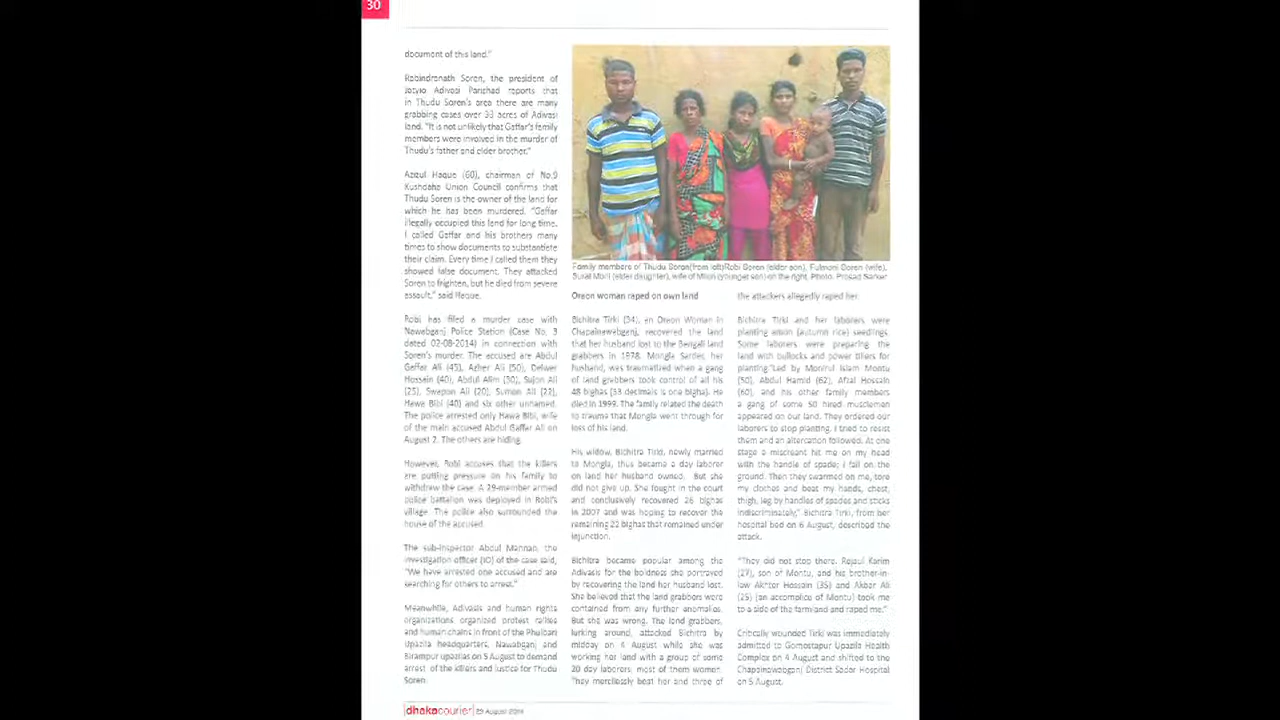 30
document of this land."
Rabindranath Soren, the president of
Jatyio Adivasi Parishad reports that
in Thudu Soren's area there are many
grabbing cases over 33 acres of Adivasi
land. "It is not unlikely that Gaffar's family
members were involved in the murder of
Thudu's father and elder brother."
Azizul Haque (60), chairman of No.9
Kushdaha Union Council confirms that
Thudu Soren is the owner of the land for
which he has been murdered. "Gaffar
illegally occupied this land for long time.
I called Gaffar and his brothers many
times to show documents to substantiate
their claim. Every time I called them they
showed false document. They attacked
Soren to frighten, but he died from severe
assault," said Haque.
Robi has filed a murder case with
Nawabganj Police Station (Case No. 3
dated 02-08-2014) in connection with
Soren's murder. The accused are Abdul
Gaffar Ali (45), Azher Ali (50), Delwer
Hossain (40), Abdul Alim (30), Sujon Ali
(25), Swapon Ali (20), Sumon Ali (22),
Hawa Bibi (40) and six other unnamed.
The police arrested only Hawa Bibi, wife
of the main accused Abdul Gaffar Ali on
August 2. The others are hiding.
However, Robi accuses that the killers
are putting pressure on his family to
withdraw the case. A 29-member armed
police battalion was deployed in Robi's
village. The police also surrounded the
house of the accused.
The sub-inspector Abdul Mannan, the
investigation officer (IO) of the case said,
"We have arrested one accused and are
searching for others to arrest."
Meanwhile, Adivasis and human rights
organizations organized protest rallies
and human chains in front of the Phulbari
Upazila headquarters, Nawabganj and
Birampur upazilas on 5 August to demand
arrest of the killers and justice for Thudu
Soren.
Family members of Thudu Soren(from left)Robi Soren (elder son), Fulmoni Soren (wife),
(elder daughter), wife of Milon (younger son) on the right. Photo. Prosad Sarker
Oraon woman raped on own land
Bichitra Tirki (34), an Oraon Woman in
Chapainawabganj, recovered the land
that her husband lost to the Bengali land
grabbers in 1978. Mongla Sardar, her
husband, was traumatized when a gang
of land grabbers took control of all his
48 bighas (33 decimals is one bigha). He
died in 1999. The family related the death
to trauma that Mongla went through for
loss of his land.
His widow, Bichitra Tirki, newly married
to Mongla, thus became a day laborer
on land her husband owned. But she
did not give up. She fought in the court
and conclusively recovered 26 bighas
in 2007 and was hoping to recover the
remaining 22 bighas that remained under
injunction.
Bichitra became popular among the
Adivasis for the boldness she portrayed
by recovering the land her husband lost.
She believed that the land grabbers were
contained from any further anomalies.
But she was wrong. The land grabbers,
lurking around, attacked Bichitra by
midday on 4 August while she was
working her land with a group of some
20 day laborers, most of them women.
They mercilessly beat her and three of
the attackers allegedly raped her.
Bichitra Tirki and her laborers were
planting amon (autumn rice) seedlings.
Some laborers were preparing the
land with bullocks and power tillers for
planting "Led by Monirul Islam Montu
(50), Abdul Hamid (62), Afzal Hossain
(60), and his other family members
a gang of some 50 hired musclemen
appeared on our land. They ordered our
laborers to stop planting. I tried to resist
them and an altercation followed. At one
stage a miscreant hit me on my head
with the handle of spade; I fall on the
ground. Then they swarmed on me, tore
my clothes and beat my hands, chest,
thigh, leg by handles of spades and sticks
indiscriminately," Bichitra Tirki, from her
hospital bed on 6 August, described the
attack.
"They did not stop there. Rejaul Karim
(27), son of Montu, and his brother-in-
law Akhter Hossain (35) and Akbar Ali
(25) (an accomplice of Montu) took me
to a side of the farmland and raped me."
Critically wounded Tirki was immediately
admitted to Gomostapur Upazila Health
Complex on 4 August and shifted to the
Chapainawabganj District Sadar Hospital
on 5 August.
dhakacourier 29 August 2014